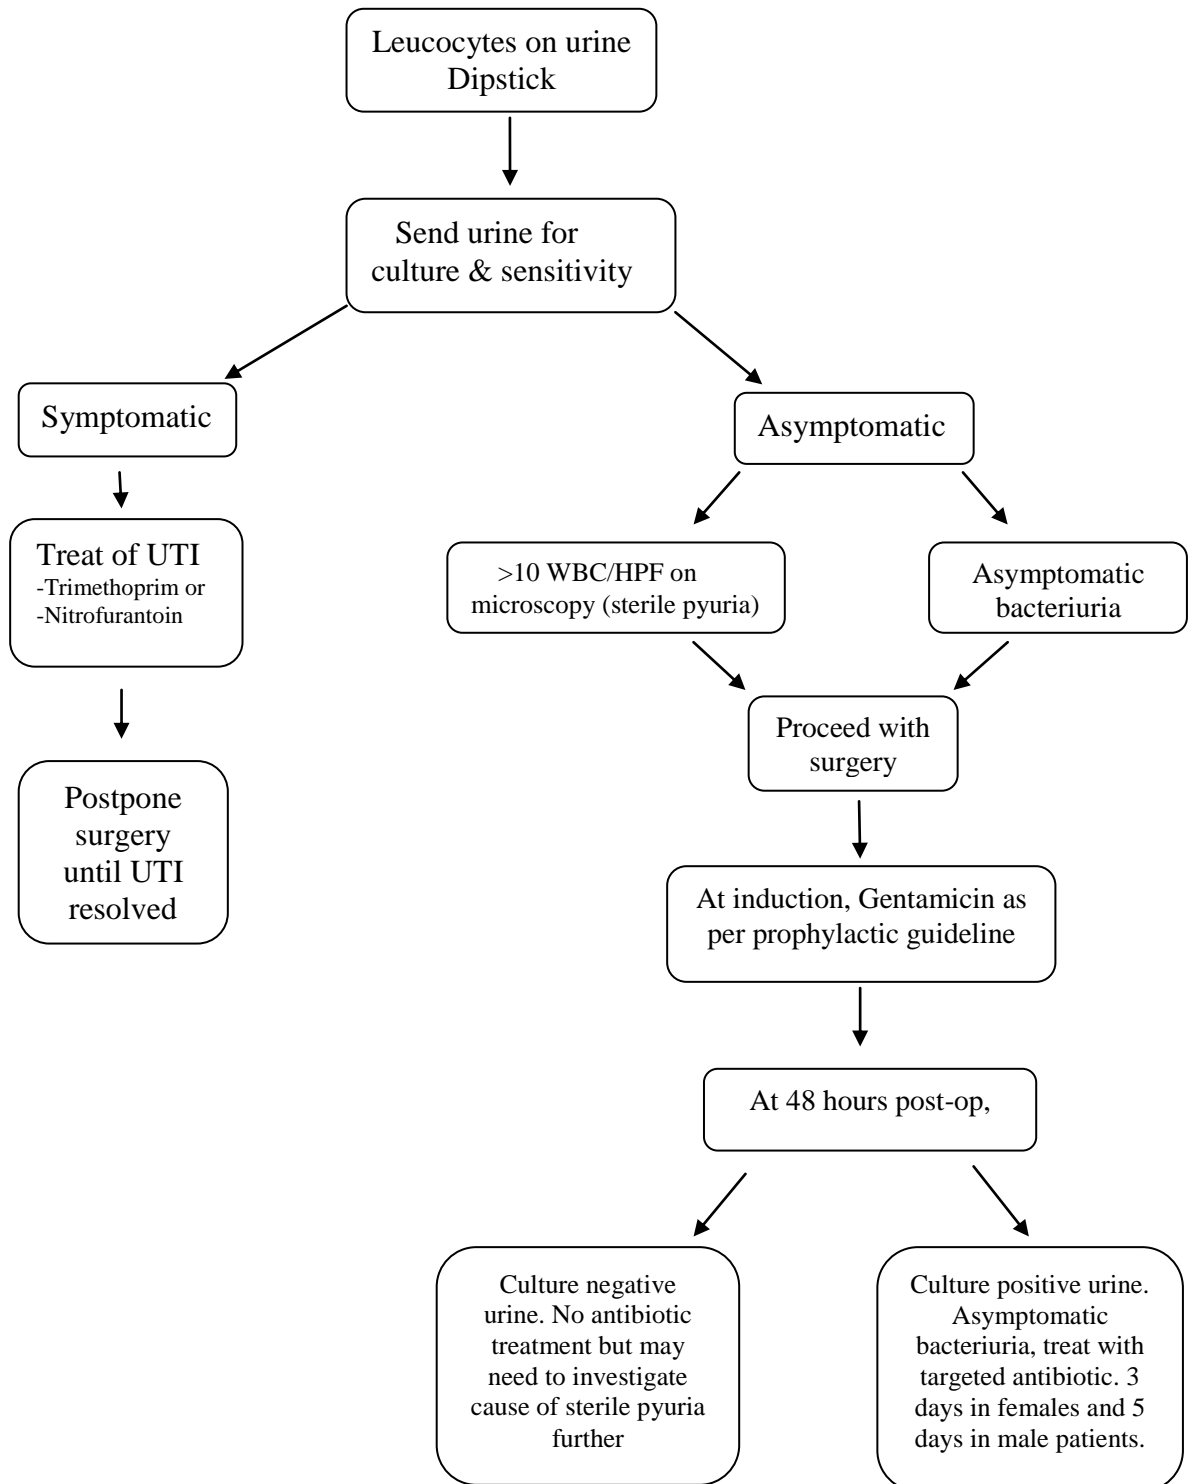 Leucocytes on urine
Dipstick
Send urine for
culture & sensitivity
Symptomatic
Asymptomatic
Treat of UTI
-Trimethoprim or
-Nitrofurantoin
>10 WBC/HPF on
microscopy (sterile pyuria)
Asymptomatic
bacteriuria
Postpone
surgery
until UTI
resolved
Proceed with
surgery
At induction, Gentamicin as
per prophylactic guideline
At 48 hours post-op,
Culture negative
urine. No antibiotic
treatment but may
need to investigate
cause of sterile pyuria
further
Culture positive urine.
Asymptomatic
bacteriuria, treat with
targeted antibiotic. 3
days in females and 5
days in male patients.